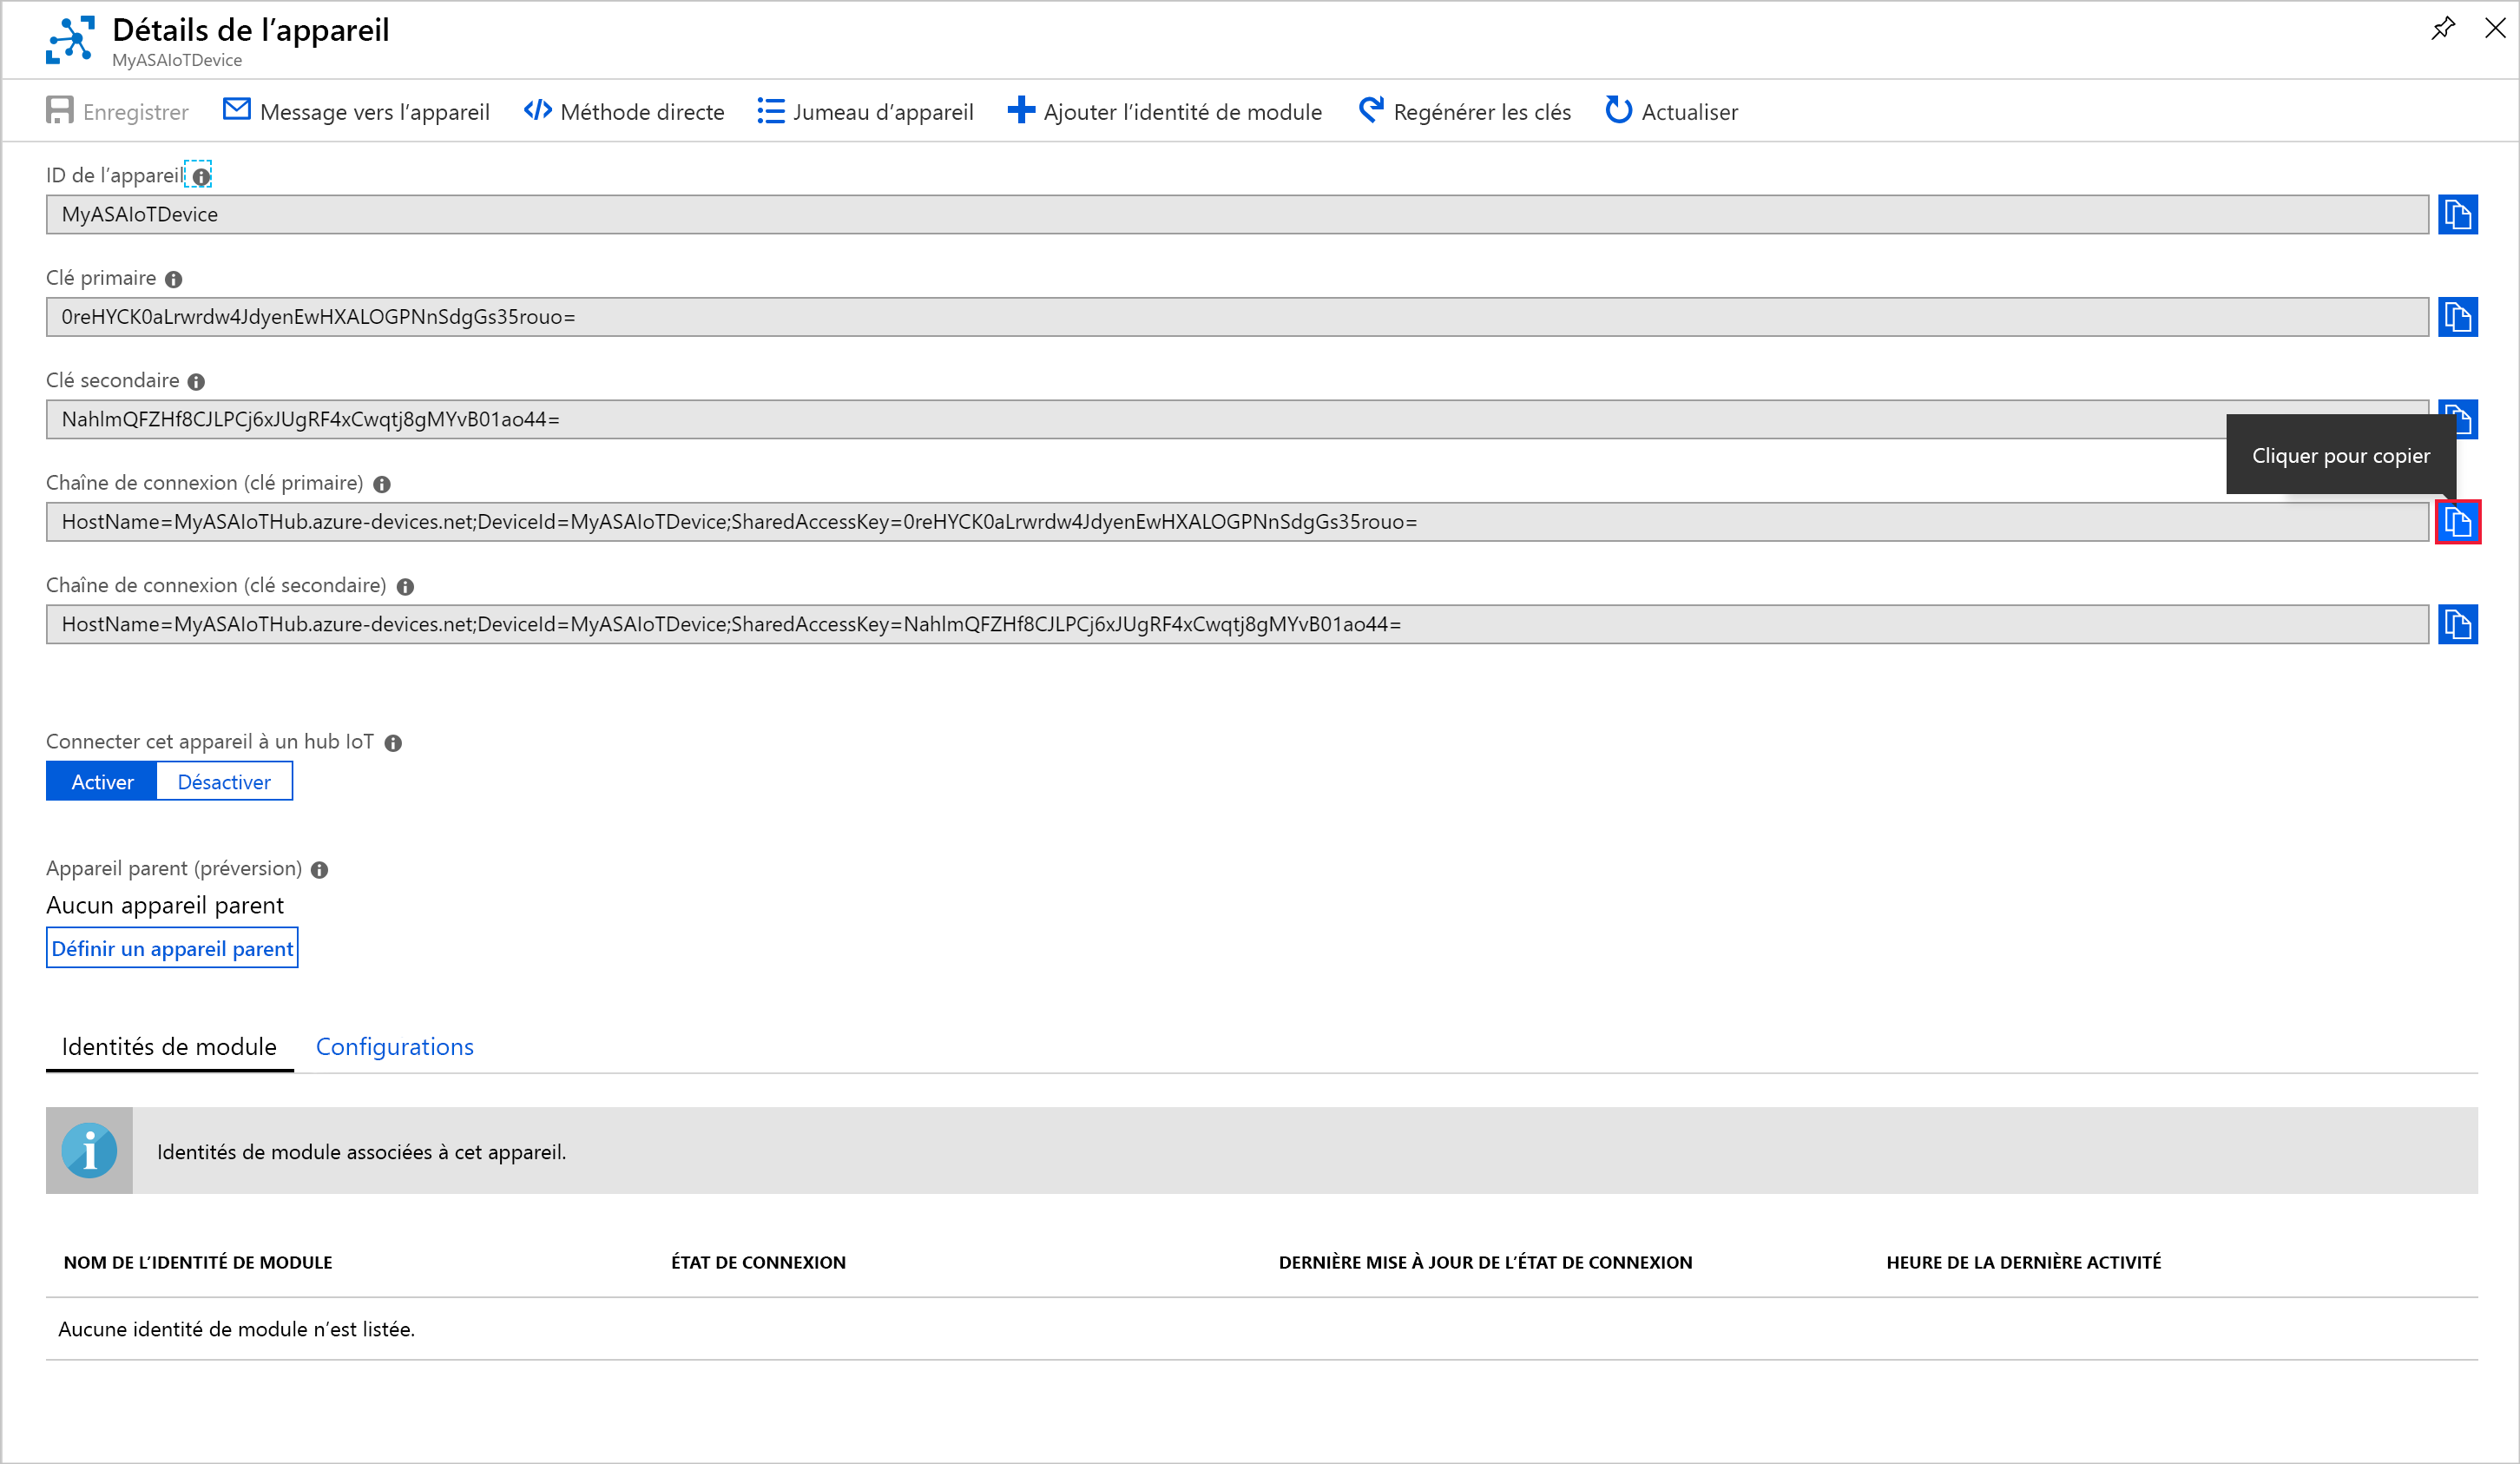 Détails de l’appareil
MyASAIoTDevice
Enregistrer Message vers l’appareil Méthode directe Jumeau d’appareil Ajouter l’identité de module Regénérer les clés Actualiser
ID de l’appareil
MyASAIoTDevice
Clé primaire
0reHYCK0aLrwrdw4JdyenEwHXALOGPNnSdgGs35rouo=
Clé secondaire
NahlmQFZHf8CJLPCj6xJUgRF4xCwqtj8gMYvB01ao44=
Cliquer pour copier
Chaîne de connexion (clé primaire)
HostName=MyASAIoTHub.azure-devices.net;DeviceId=MyASAIoTDevice;SharedAccessKey=0reHYCK0aLrwrdw4JdyenEwHXALOGPNnSdgGs35rouo=
Chaîne de connexion (clé secondaire)
HostName=MyASAIoTHub.azure-devices.net;DeviceId=MyASAIoTDevice;SharedAccessKey=NahlmQFZHf8CJLPCj6xJUgRF4xCwqtj8gMYvB01ao44=
Connecter cet appareil à un hub IoT
Activer Désactiver
Appareil parent (préversion)
Aucun appareil parent
Définir un appareil parent
Identités de module Configurations
Identités de module associées à cet appareil.
NOM DE L’IDENTITÉ DE MODULE ÉTAT DE CONNEXION DERNIÈRE MISE À JOUR DE L’ÉTAT DE CONNEXION HEURE DE LA DERNIÈRE ACTIVITÉ
Aucune identité de module n’est listée.